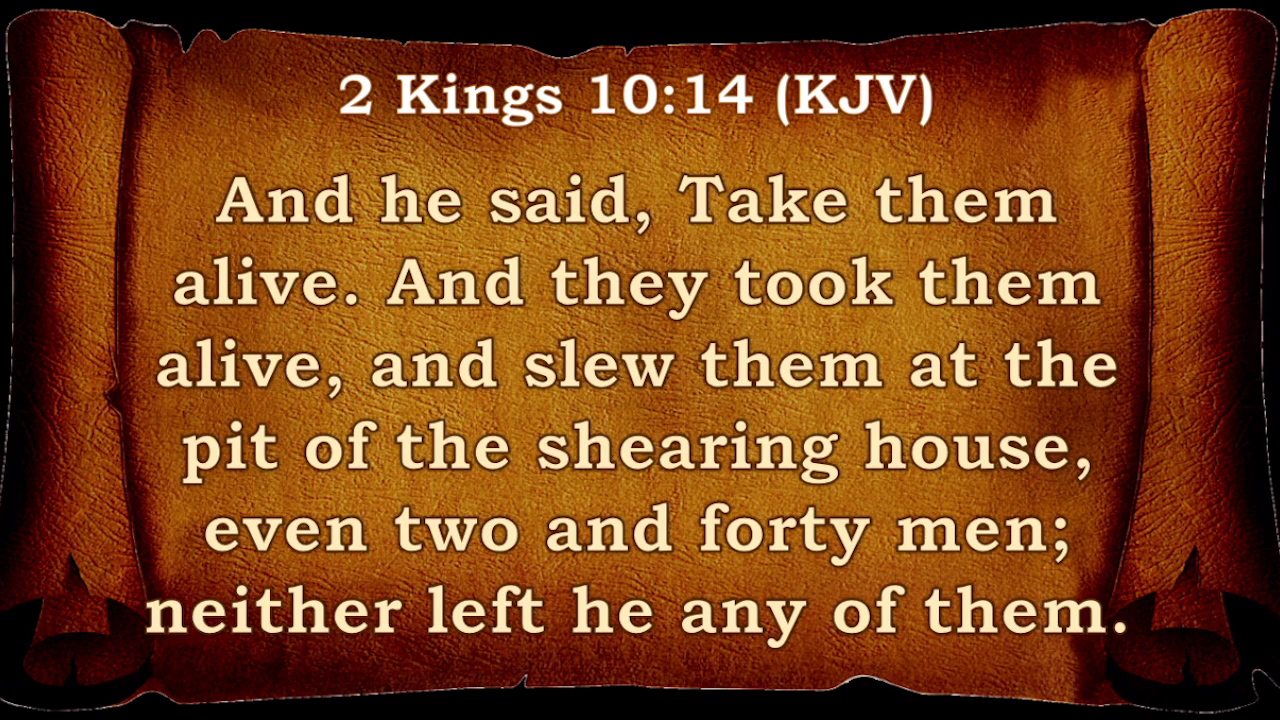 2 Kings 10:14 (KJV)
And he said, Take them
alive. And they took them
alive, and slew them at the
pit of the shearing house,
even two and forty men;
neither left he any of them.